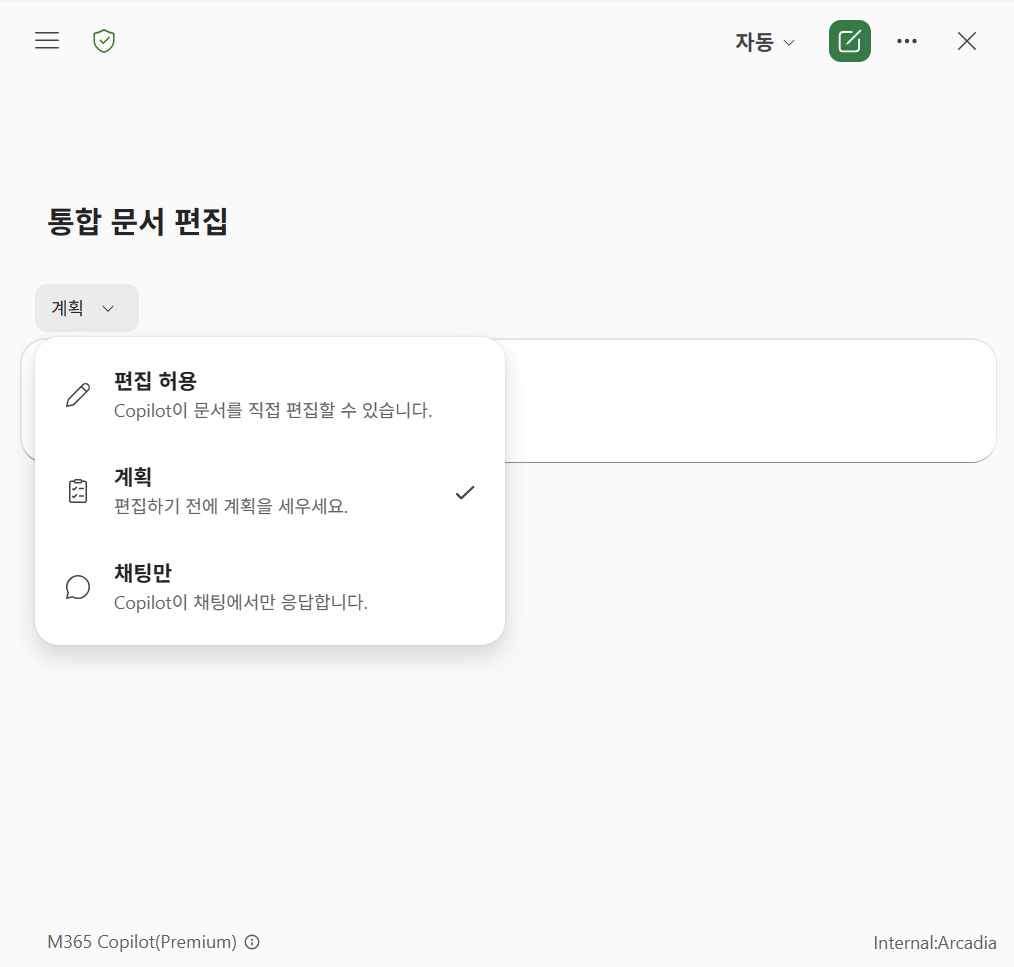 자동
통합 문서 편집
계획
편집 허용
Copilot이 문서를 직접 편집할 수 있습니다.
계획
편집하기 전에 계획을 세우세요.
채팅만
Copilot이 채팅에서만 응답합니다.
M365 Copilot(Premium)
Internal:Arcadia